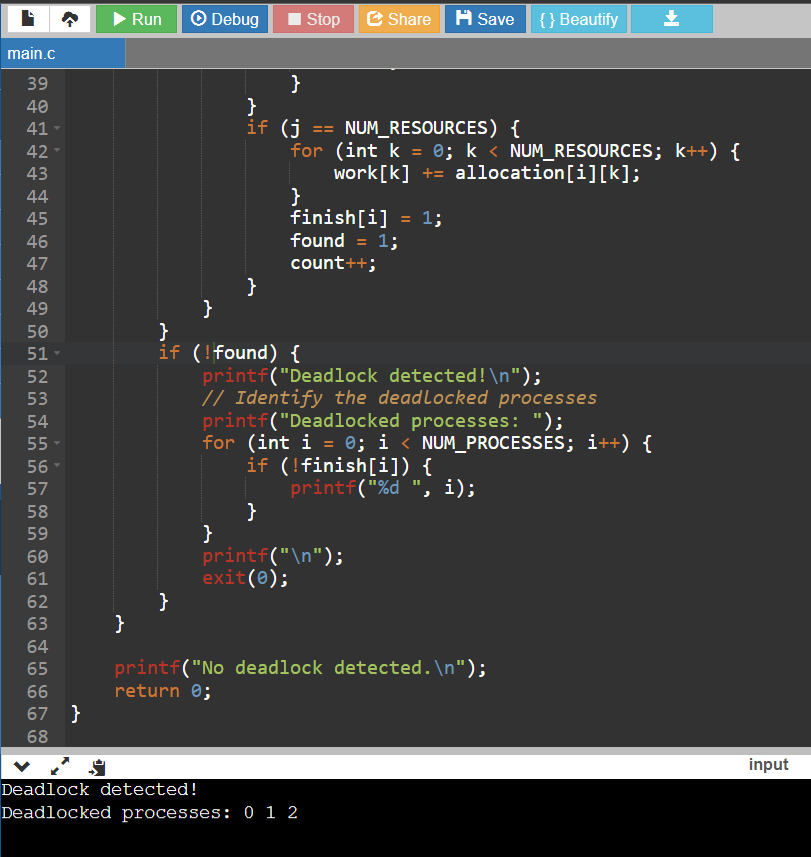 Run Debug Stop Share Save { } Beautify
main.c
39 }
40 }
41 if (j == NUM_RESOURCES) {
42 for (int k = 0; k < NUM_RESOURCES; k++) {
43 work[k] += allocation[i][k];
44 }
45 finish[i] = 1;
46 found = 1;
47 count++;
48 }
49 }
50 }
51 if (!found) {
52 printf("Deadlock detected!\n");
53 // Identify the deadlocked processes
54 printf("Deadlocked processes: ");
55 for (int i = 0; i < NUM_PROCESSES; i++) {
56 if (!finish[i]) {
57 printf("%d ", i);
58 }
59 }
60 printf("\n");
61 exit(0);
62 }
63 }
64
65 printf("No deadlock detected.\n");
66 return 0;
67 }
68
input
Deadlock detected!
Deadlocked processes: 0 1 2